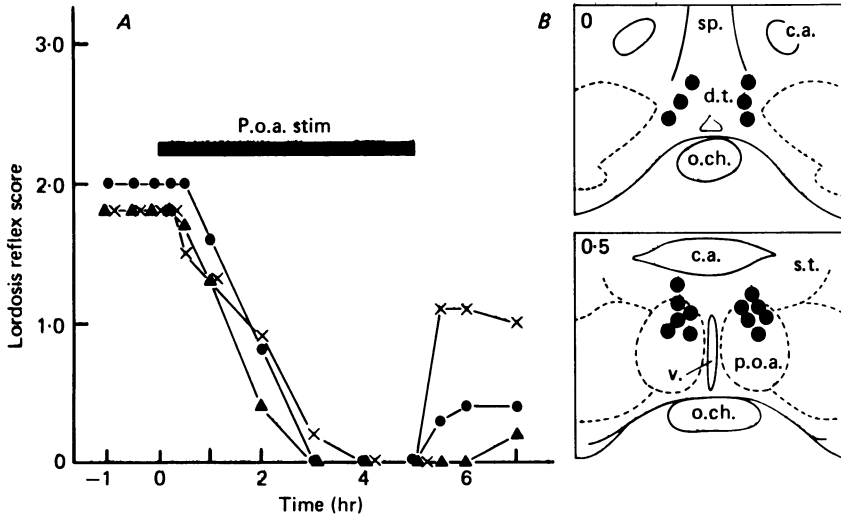 A
3·0
P.o.a. stim
2·0
1·0
0
Lordosis reflex score
−1 0 2 4 6
Time (hr)
B
0
sp.
c.a.
d.t.
o.ch.
0.5
c.a.
s.t.
v.
p.o.a.
o.ch.